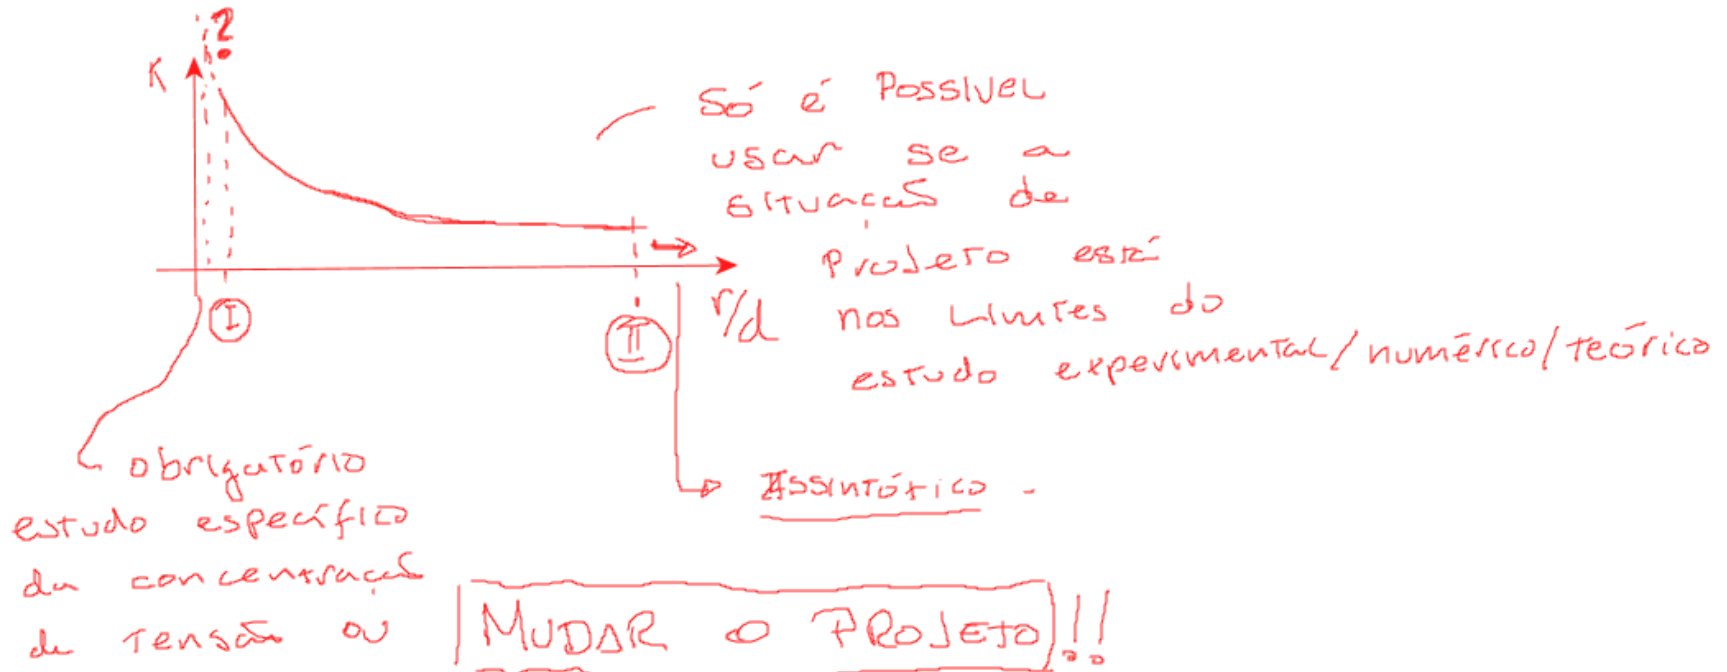 ?
K
Só é Possível
usar se a
situação de
Projeto está
r/d nos Limites do
estudo experimental/numérico/teórico
I
II
obrigatório
estudo específico
da concentração
de Tensão ou
Assintótico.
MUDAR O PROJETO!!